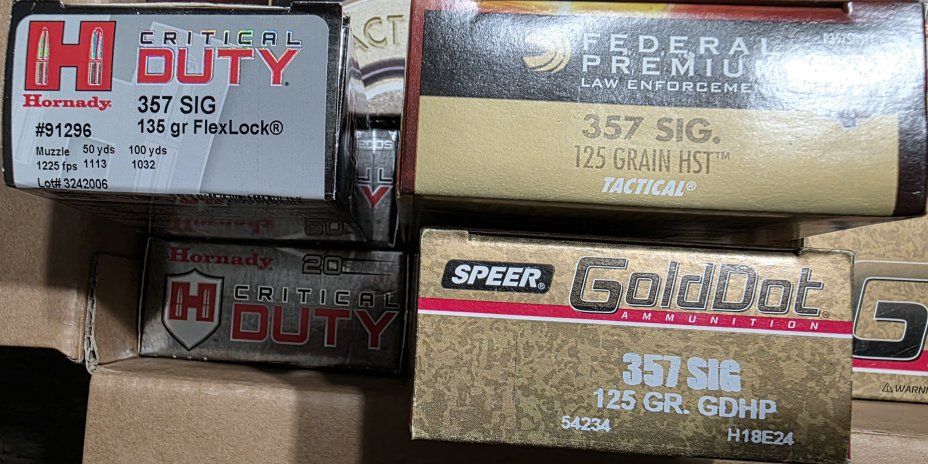 H
Hornady
CRITICAL
DUTY
357 SIG
135 gr FlexLock®
#91296
Muzzle 50 yds 100 yds
1225 fps 1113 1032
Lot# 3242006
FEDERAL
PREMIUM
LAW ENFORCEMENT
357 SIG.
125 GRAIN HST™
TACTICAL®
Hornady
20
H
CRITICAL
DUTY
SPEER
GoldDot
AMMUNITION
357 SIG
125 GR. GDHP
54234
H18E24